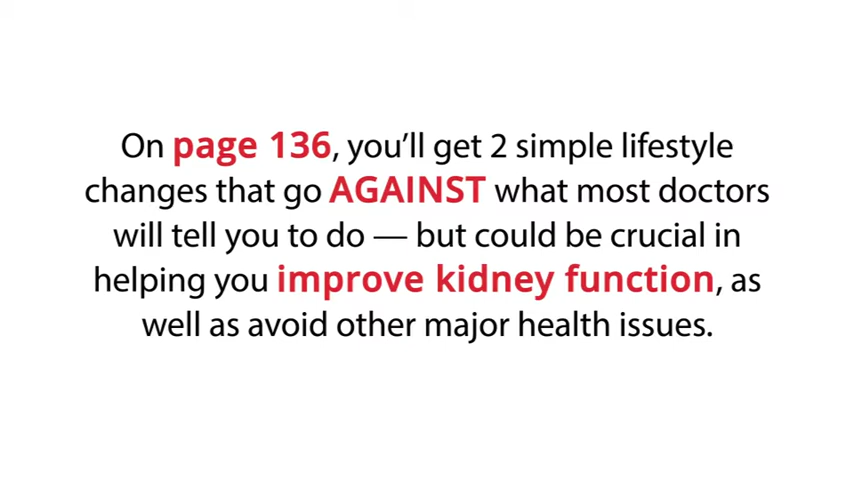 On page 136, you’ll get 2 simple lifestyle
changes that go AGAINST what most doctors
will tell you to do — but could be crucial in
helping you improve kidney function, as
well as avoid other major health issues.